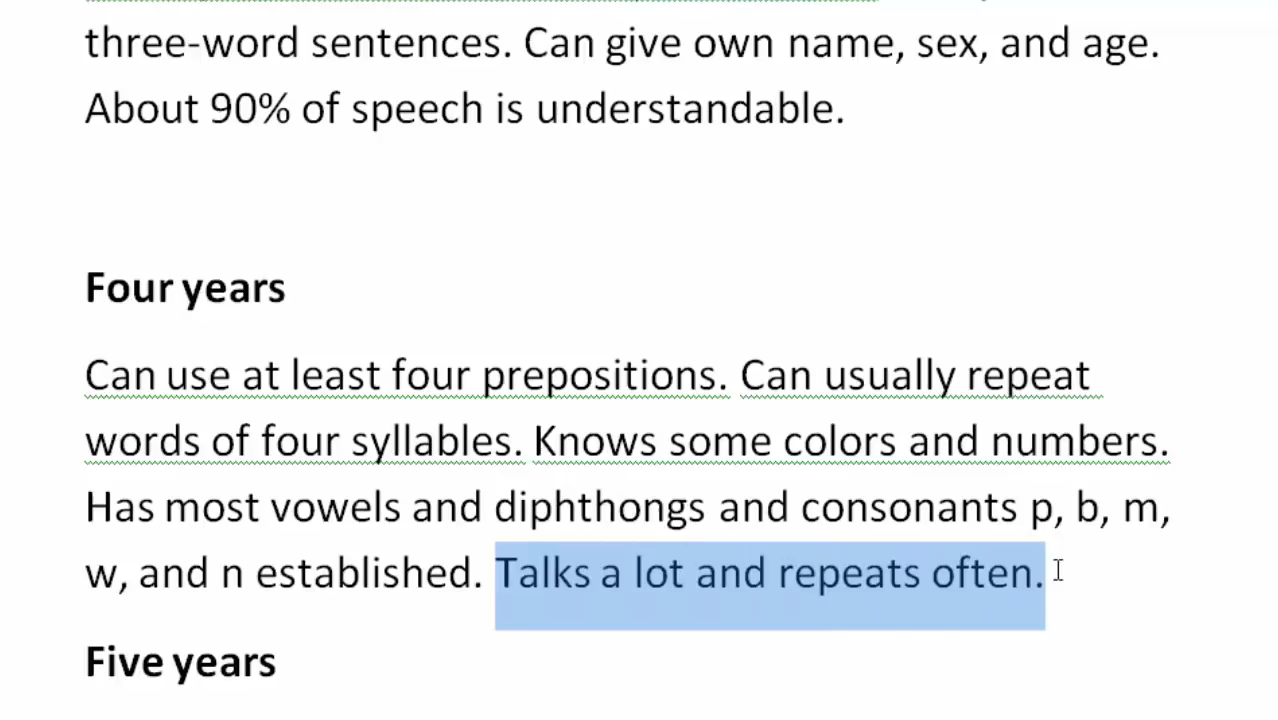 three-word sentences. Can give own name, sex, and age.
About 90% of speech is understandable.
Four years
Can use at least four prepositions. Can usually repeat
words of four syllables. Knows some colors and numbers.
Has most vowels and diphthongs and consonants p, b, m,
w, and n established. Talks a lot and repeats often.
Five years